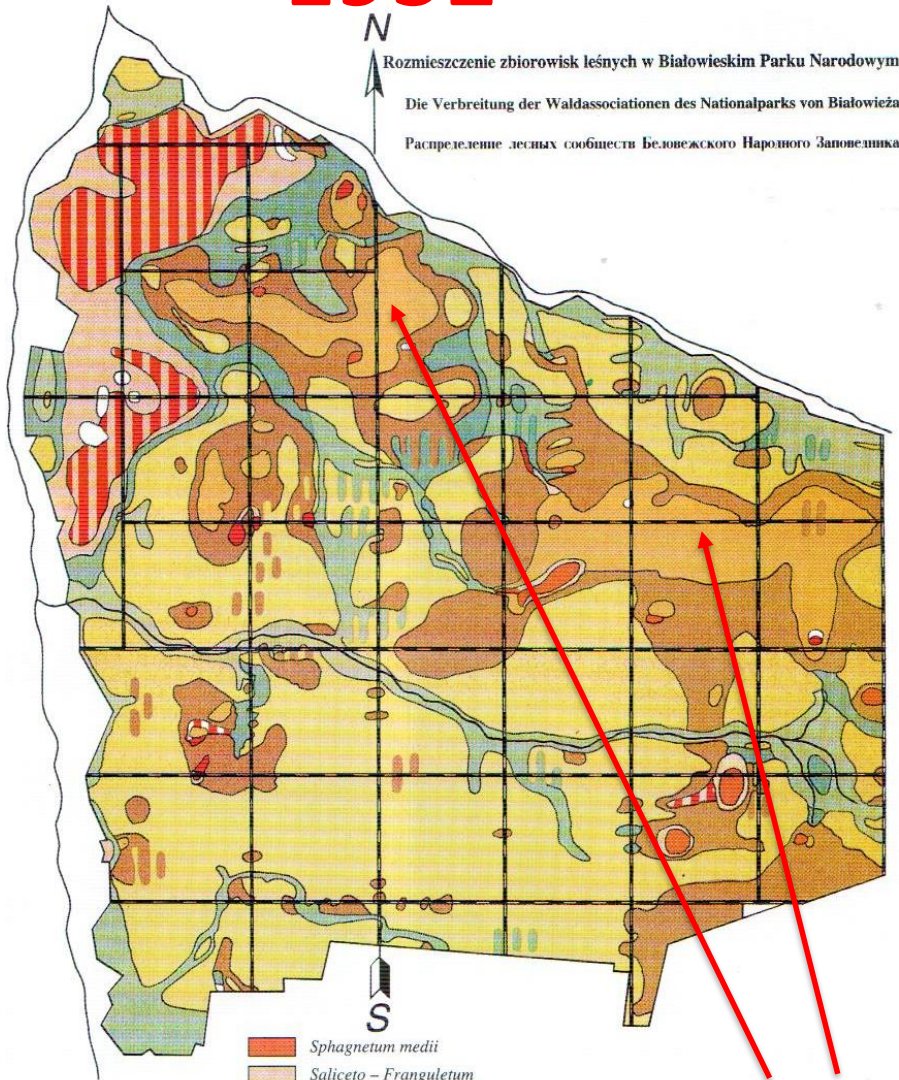 N
Rozmieszczenie zbiorowisk leśnych w Białowieskim Parku Narodowym
Die Verbreitung der Waldassociationen des Nationalparks von Białowieża
Распределение лесных сообществ Беловежского Народного Заповедника
S
Sphagnetum medii
Saliceto – Franguletum